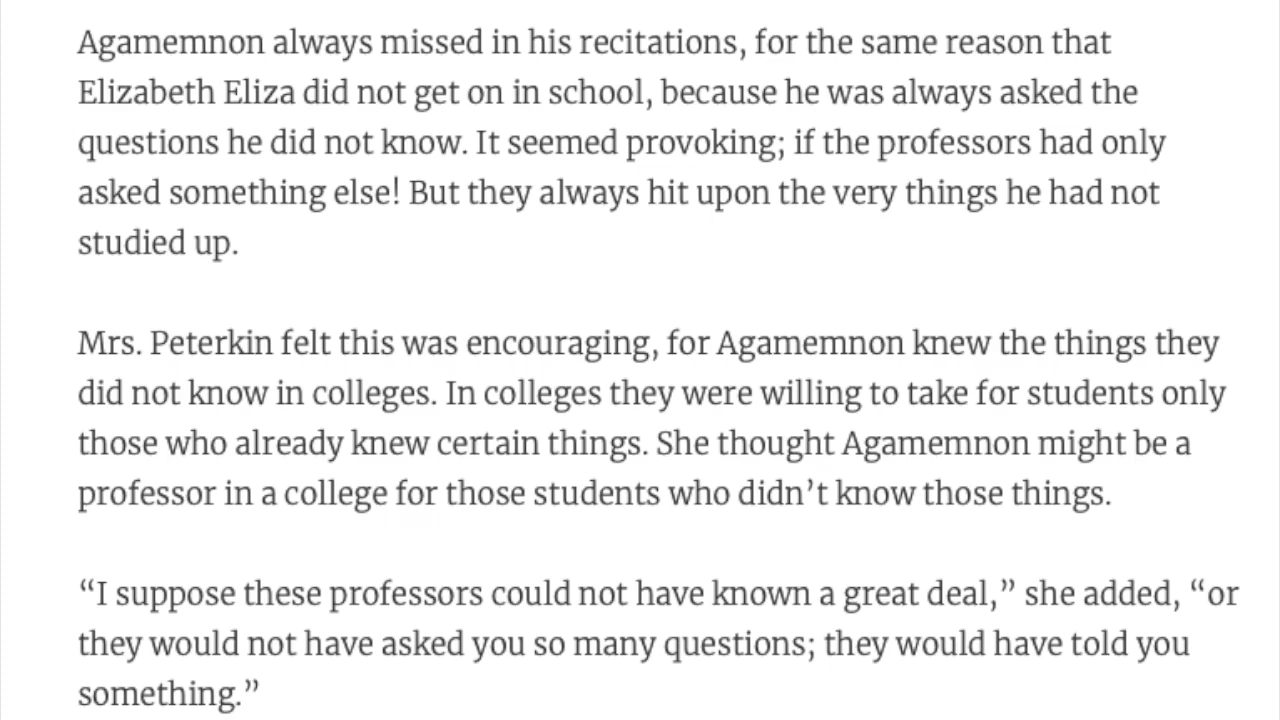 Agamemnon always missed in his recitations, for the same reason that
Elizabeth Eliza did not get on in school, because he was always asked the
questions he did not know. It seemed provoking; if the professors had only
asked something else! But they always hit upon the very things he had not
studied up.
Mrs. Peterkin felt this was encouraging, for Agamemnon knew the things they
did not know in colleges. In colleges they were willing to take for students only
those who already knew certain things. She thought Agamemnon might be a
professor in a college for those students who didn’t know those things.
“I suppose these professors could not have known a great deal,” she added, “or
they would not have asked you so many questions; they would have told you
something.”